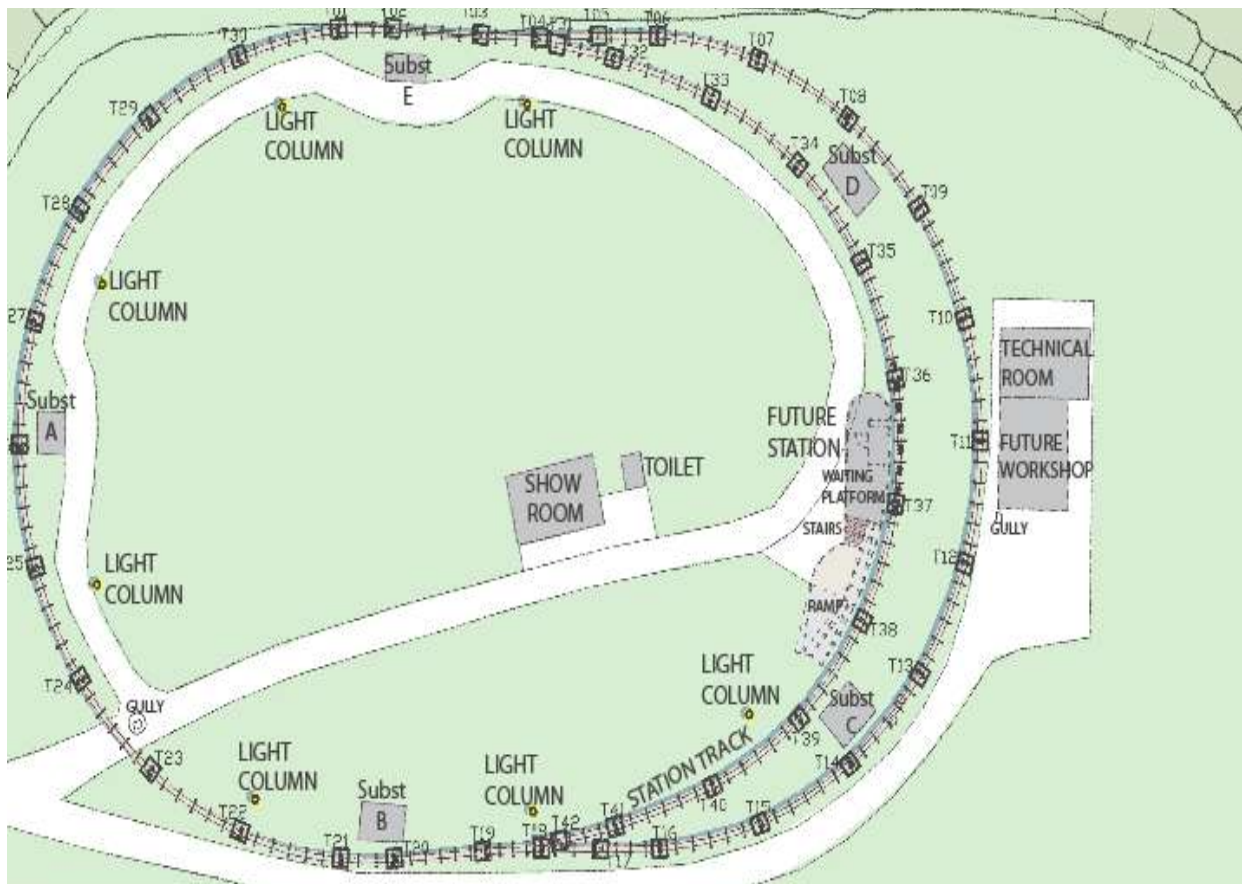 T01
T02
T03
T04
T05
T06
T32
T07
T30
Subst
E
T33
T08
T29
LIGHT
COLUMN
LIGHT
COLUMN
T34
Subst
D
T28
T09
T35
LIGHT
COLUMN
T10
27
TECHNICAL
ROOM
T36
Subst
A
FUTURE
STATION
T11
FUTURE
WORKSHOP
TOILET
SHOW
ROOM
WAITING
PLATFORM
T37
STAIRS
GULLY
25
T12
LIGHT
COLUMN
RAMP
T38
T24
LIGHT
COLUMN
T13
GULLY
Subst
C
T39
STATION TRACK
T23
LIGHT
COLUMN
LIGHT
COLUMN
T14
Subst
B
T40
T22
T41
T15
T42
T21
T20
T19
T18
T17
T16